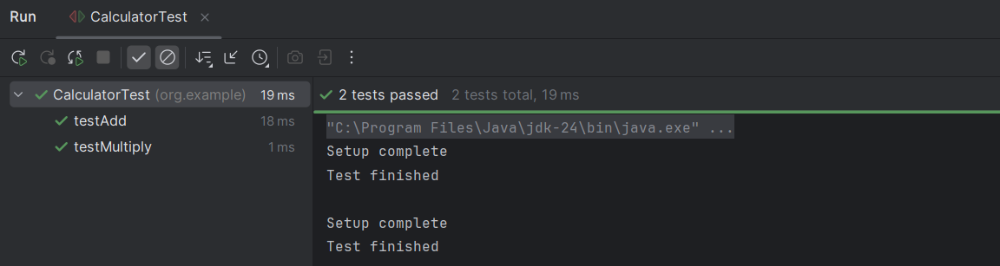 Run CalculatorTest
CalculatorTest (org.example) 19 ms
testAdd 18 ms
testMultiply 1 ms
2 tests passed 2 tests total, 19 ms
"C:\Program Files\Java\jdk-24\bin\java.exe" ...
Setup complete
Test finished
Setup complete
Test finished